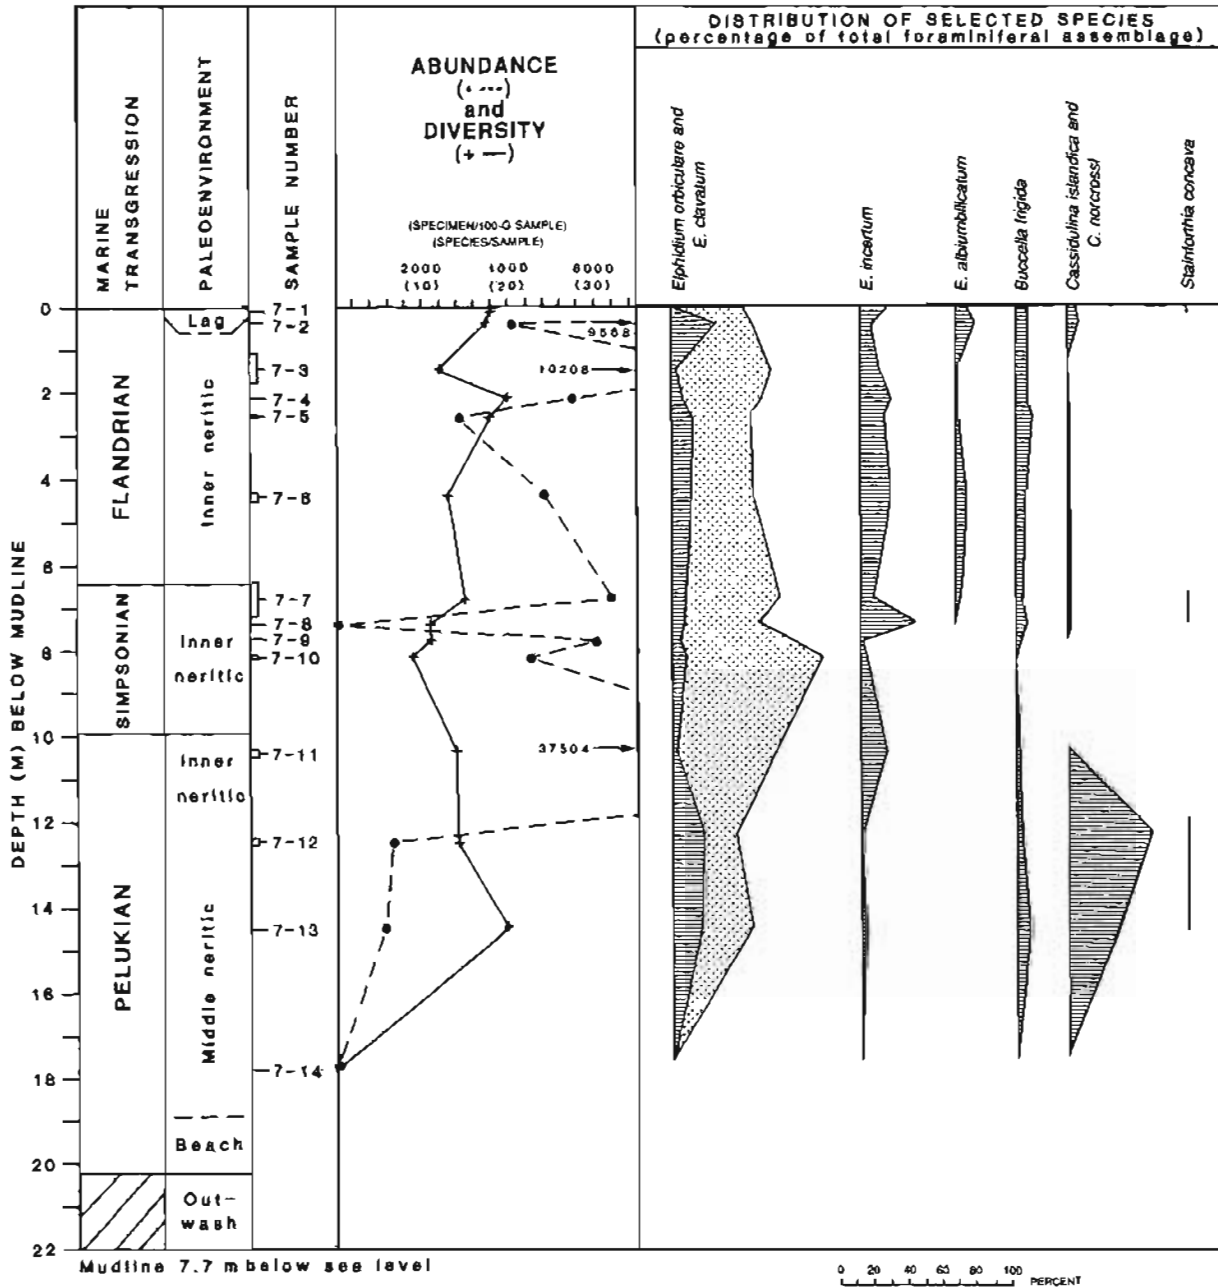 DISTRIBUTION OF SELECTED SPECIES
(percentage of total foraminiferal assemblage)
MARINE
TRANSGRESSION
PALEOENVIRONMENT
SAMPLE NUMBER
ABUNDANCE
and
DIVERSITY
(+ —)
(SPECIMEN/100-G SAMPLE)
(SPECIES/SAMPLE)
2000
(10)
(20)
(30)
Elphidium orbiculare and
E. clavatum
E. incertum
E. albiumbilicatum
Buccella frigida
Cassidulina islandica and
C. norcrossi
Stainforthia concava
DEPTH (M) BELOW MUDLINE
0
2
4
6
8
10
12
14
16
18
20
22
FLANDRIAN
SIMPSONIAN
PELUKIAN
Lag
Inner neritic
Inner
neritic
Inner
neritic
Middle neritic
Beach
Out-
wash
7-1
7-2
7-3
7-4
7-5
7-6
7-7
7-8
7-9
7-10
7-11
7-12
7-13
7-14
9568
10208
37504
Mudline 7.7 m below sea level
0 20 40 60 80 100 PERCENT